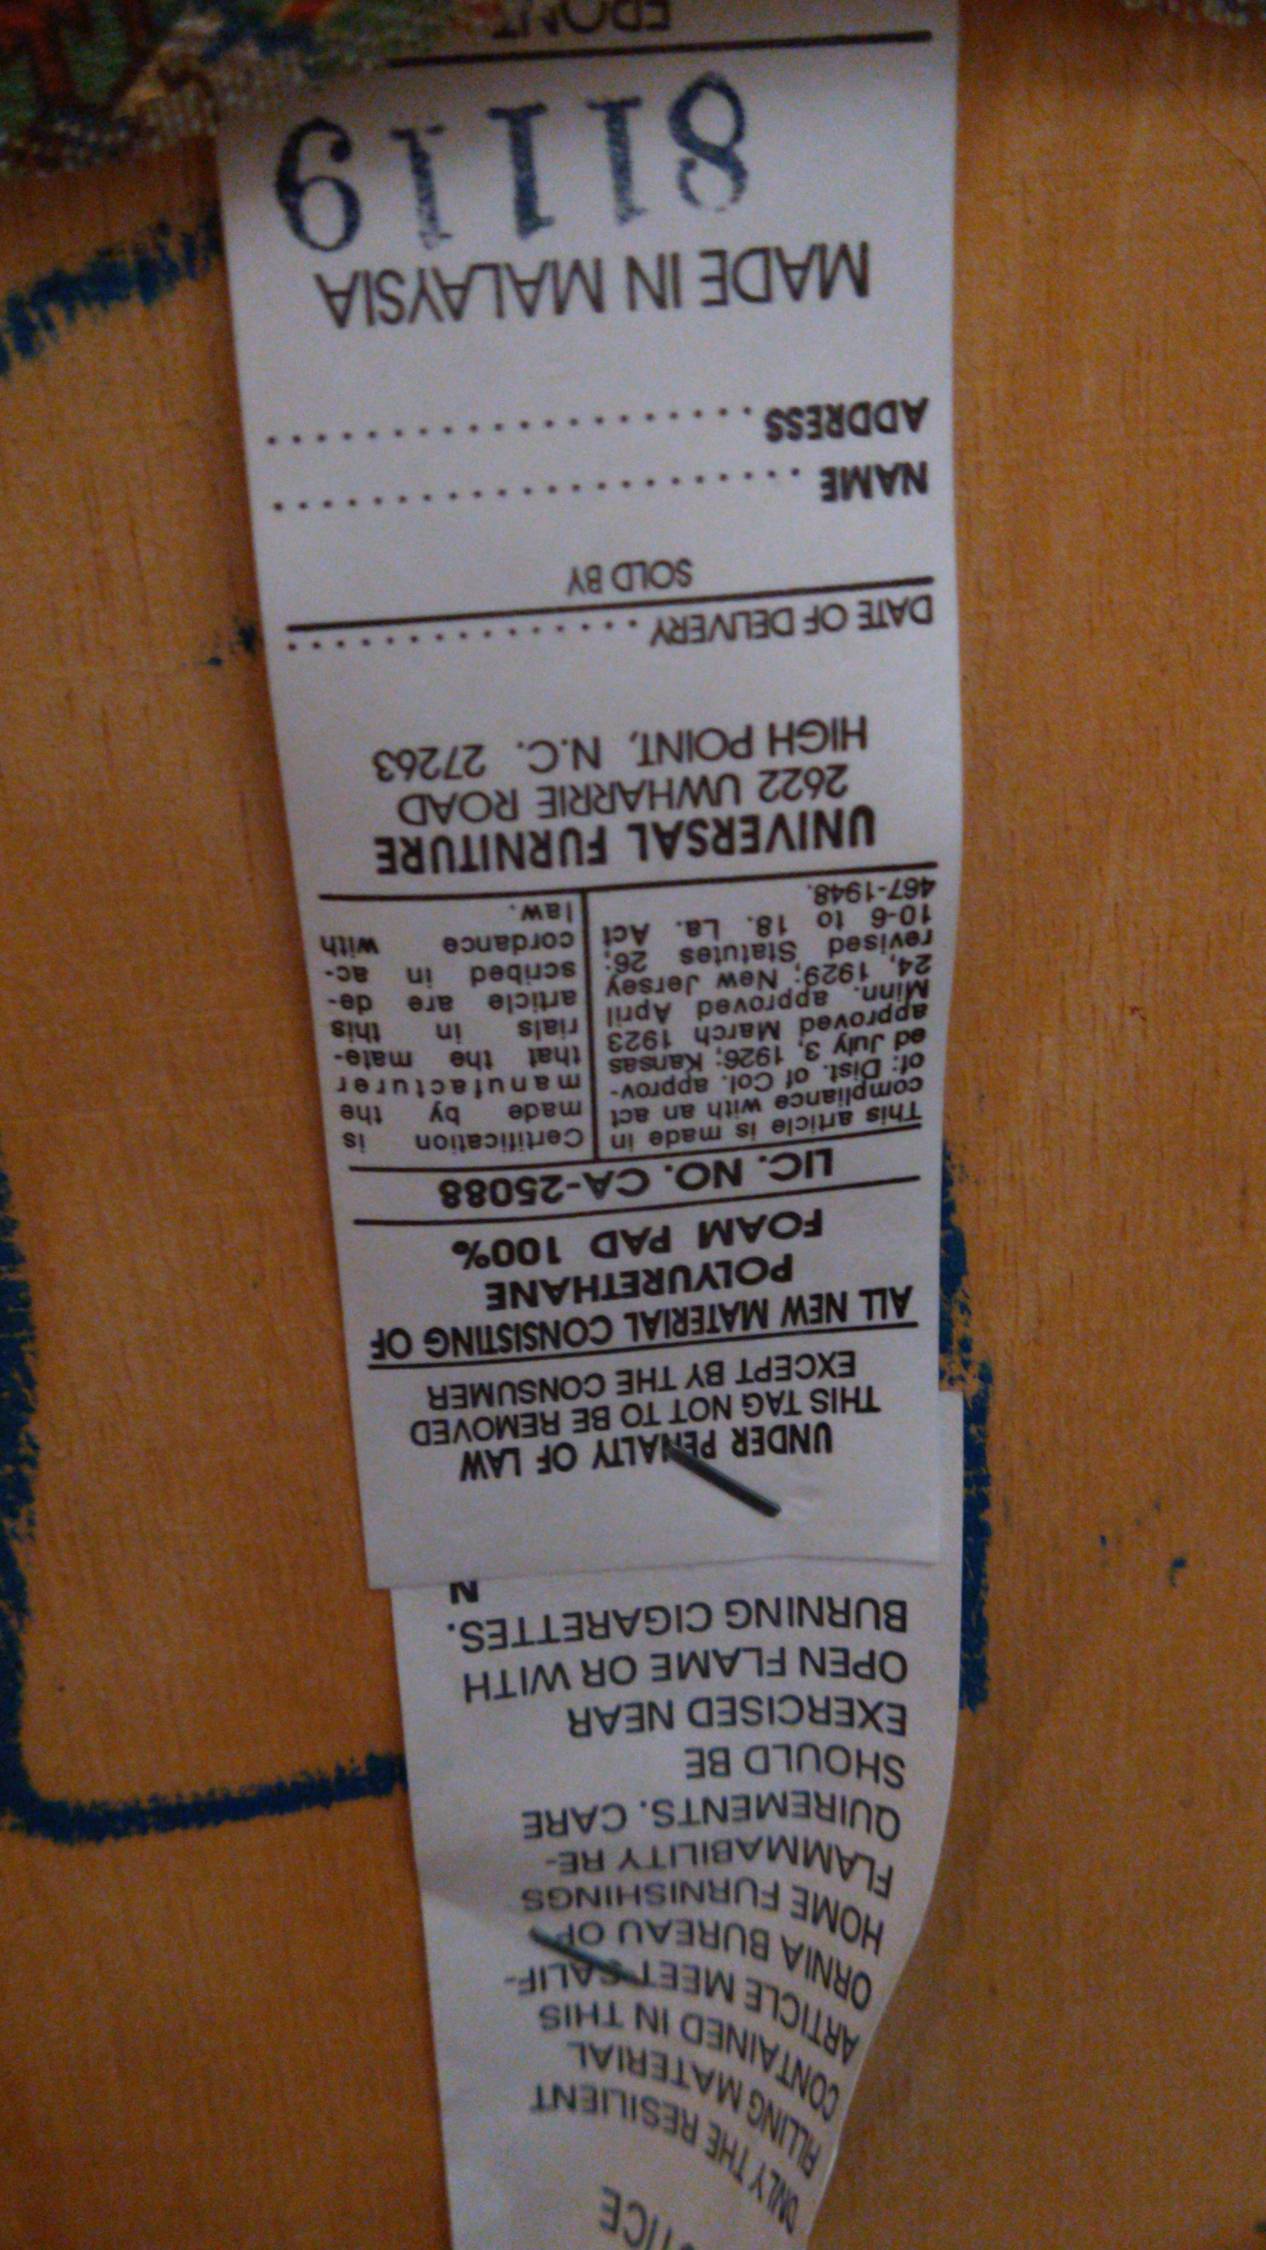 TICE
ONLY THE RESILIENT
FILLING MATERIAL
CONTAINED IN THIS
ARTICLE MEET CALIF-
ORNIA BUREAU OF
HOME FURNISHINGS
FLAMMABILITY RE-
QUIREMENTS. CARE
SHOULD BE
EXERCISED NEAR
OPEN FLAME OR WITH
BURNING CIGARETTES.
N
UNDER PENALTY OF LAW
THIS TAG NOT TO BE REMOVED
EXCEPT BY THE CONSUMER
ALL NEW MATERIAL CONSISTING OF
POLYURETHANE
FOAM PAD 100%
LIC. NO. CA-25088
This article is made in
compliance with an act
of: Dist. of Col. approv-
ed July 3, 1926; Kansas
approved March 1923
Minn. approved April
24, 1929; New Jersey
revised Statutes 26;
10-6 to 18. La. Act
467-1948.
Certification is
made by the
manufacturer
that the mate-
rials in this
article are de-
scribed in ac-
cordance with
law.
UNIVERSAL FURNITURE
2622 UWHARRIE ROAD
HIGH POINT, N.C. 27263
DATE OF DELIVERY
SOLD BY
NAME
ADDRESS
MADE IN MALAYSIA
81119
FRONT